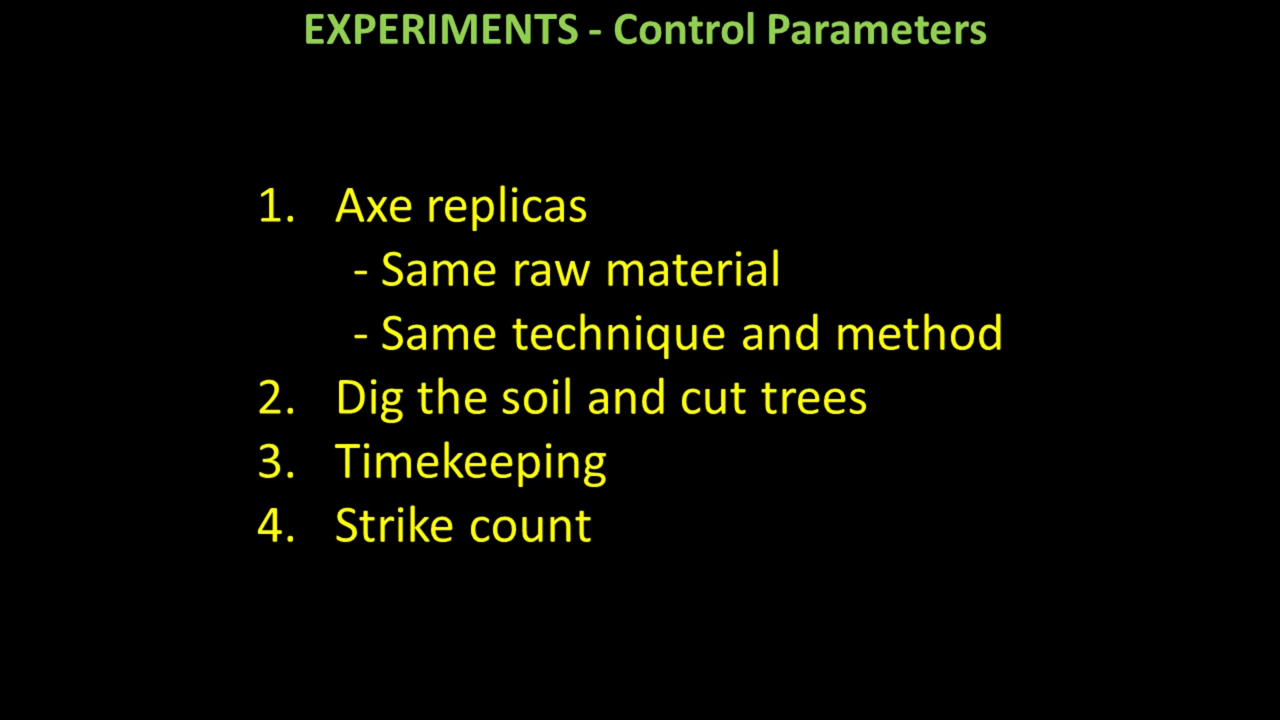 EXPERIMENTS - Control Parameters
1. Axe replicas
- Same raw material
- Same technique and method
2. Dig the soil and cut trees
3. Timekeeping
4. Strike count